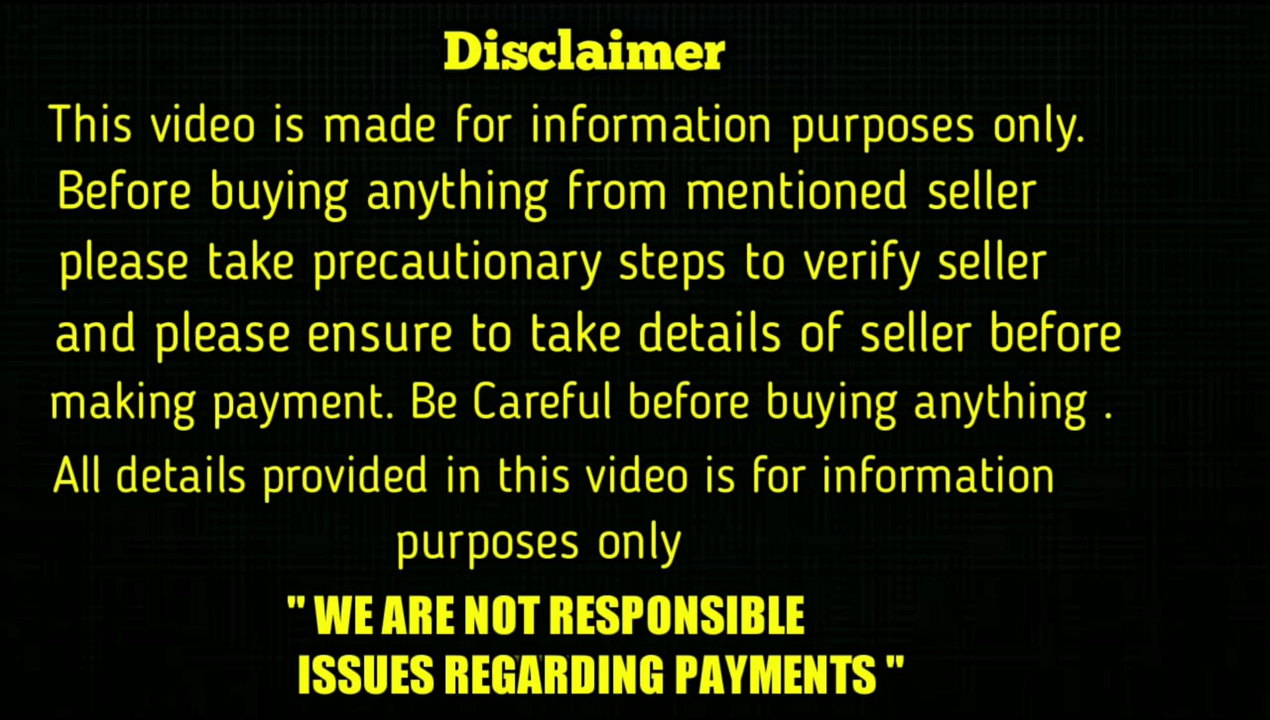 Disclaimer
This video is made for information purposes only.
Before buying anything from mentioned seller
please take precautionary steps to verify seller
and please ensure to take details of seller before
making payment. Be Careful before buying anything .
All details provided in this video is for information
purposes only
" WE ARE NOT RESPONSIBLE
ISSUES REGARDING PAYMENTS "